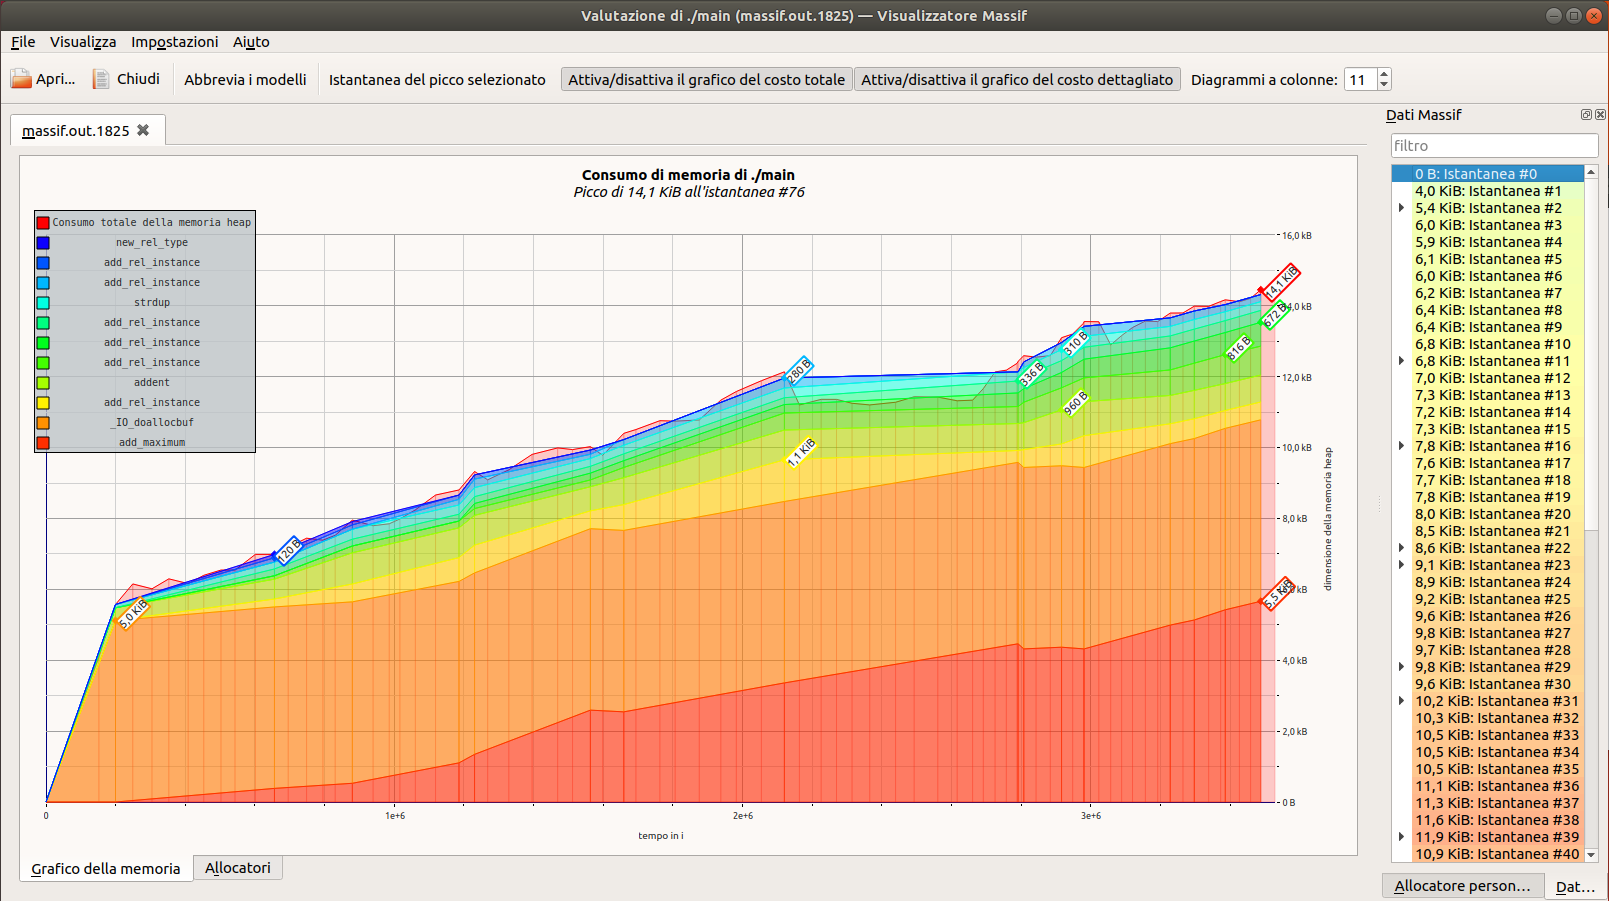 Valutazione di ./main (massif.out.1825) — Visualizzatore Massif
File Visualizza Impostazioni Aiuto
Apri... Chiudi Abbrevia i modelli Istantanea del picco selezionato Attiva/disattiva il grafico del costo totale Attiva/disattiva il grafico del costo dettagliato Diagrammi a colonne: 11
massif.out.1825
Consumo di memoria di ./main
Picco di 14,1 KiB all'istantanea #76
Consumo totale della memoria heap
new_rel_type
add_rel_instance
add_rel_instance
strdup
add_rel_instance
add_rel_instance
add_rel_instance
addent
add_rel_instance
_IO_doallocbuf
add_maximum
16,0 kB
14,0 kB
12,0 kB
10,0 kB
8,0 kB
6,0 kB
4,0 kB
2,0 kB
0 B
dimensione della memoria heap
14,1 KiB
672 B
816 B
310 B
336 B
960 B
280 B
1,1 KiB
120 B
5,0 KiB
5,5 KiB
0 1e+6 2e+6 3e+6
tempo in i
Grafico della memoria Allocatori
Dati Massif
filtro
0 B: Istantanea #0
4,0 KiB: Istantanea #1
5,4 KiB: Istantanea #2
6,0 KiB: Istantanea #3
5,9 KiB: Istantanea #4
6,1 KiB: Istantanea #5
6,0 KiB: Istantanea #6
6,2 KiB: Istantanea #7
6,4 KiB: Istantanea #8
6,4 KiB: Istantanea #9
6,8 KiB: Istantanea #10
6,8 KiB: Istantanea #11
7,0 KiB: Istantanea #12
7,3 KiB: Istantanea #13
7,2 KiB: Istantanea #14
7,3 KiB: Istantanea #15
7,8 KiB: Istantanea #16
7,6 KiB: Istantanea #17
7,7 KiB: Istantanea #18
7,8 KiB: Istantanea #19
8,0 KiB: Istantanea #20
8,5 KiB: Istantanea #21
8,6 KiB: Istantanea #22
9,1 KiB: Istantanea #23
8,9 KiB: Istantanea #24
9,2 KiB: Istantanea #25
9,6 KiB: Istantanea #26
9,8 KiB: Istantanea #27
9,7 KiB: Istantanea #28
9,8 KiB: Istantanea #29
9,6 KiB: Istantanea #30
10,2 KiB: Istantanea #31
10,3 KiB: Istantanea #32
10,5 KiB: Istantanea #33
10,5 KiB: Istantanea #34
10,5 KiB: Istantanea #35
11,1 KiB: Istantanea #36
11,3 KiB: Istantanea #37
11,6 KiB: Istantanea #38
11,9 KiB: Istantanea #39
10,9 KiB: Istantanea #40
Allocatore person... Dat...